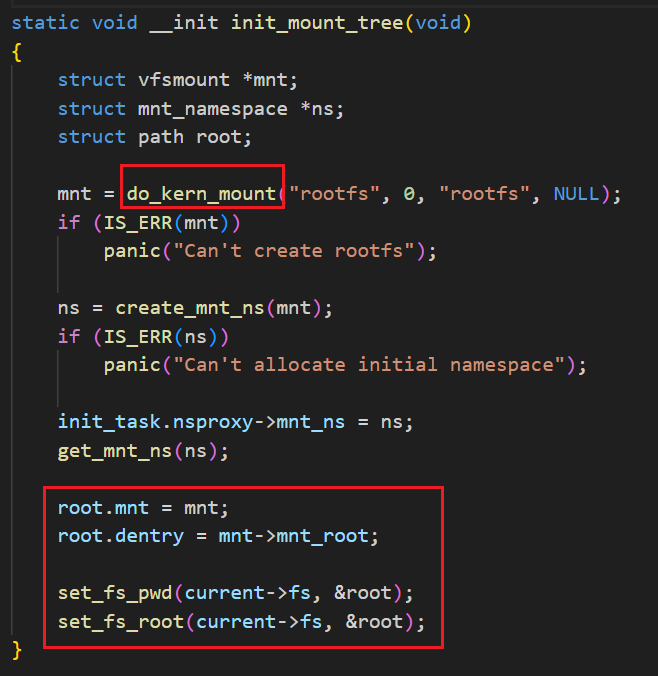 static void __init init_mount_tree(void)
{
    struct vfsmount *mnt;
    struct mnt_namespace *ns;
    struct path root;

    mnt = do_kern_mount("rootfs", 0, "rootfs", NULL);
    if (IS_ERR(mnt))
        panic("Can't create rootfs");

    ns = create_mnt_ns(mnt);
    if (IS_ERR(ns))
        panic("Can't allocate initial namespace");

    init_task.nsproxy->mnt_ns = ns;
    get_mnt_ns(ns);

    root.mnt = mnt;
    root.dentry = mnt->mnt_root;

    set_fs_pwd(current->fs, &root);
    set_fs_root(current->fs, &root);
}